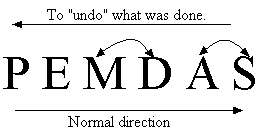 To "undo" what was done.
P E M D A S
Normal direction